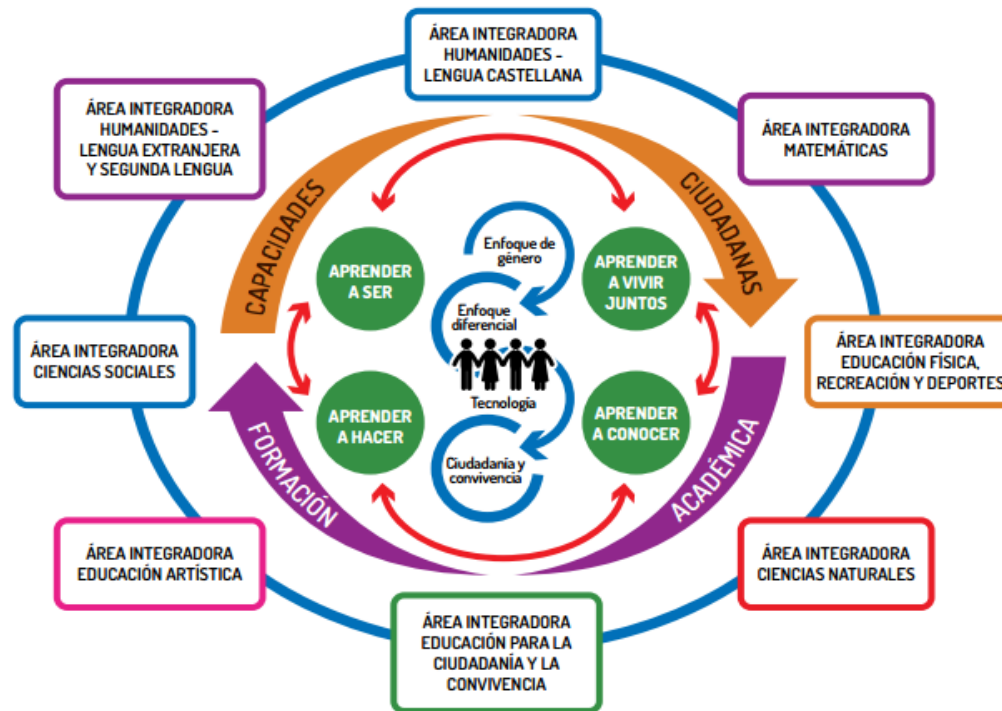 ÁREA INTEGRADORA
HUMANIDADES -
LENGUA CASTELLANA
ÁREA INTEGRADORA
HUMANIDADES -
LENGUA EXTRANJERA
Y SEGUNDA LENGUA
ÁREA INTEGRADORA
MATEMÁTICAS
CAPACIDADES
CIUDADANAS
Enfoque de
género
APRENDER
A SER
APRENDER
A VIVIR
JUNTOS
Enfoque
diferencial
ÁREA INTEGRADORA
CIENCIAS SOCIALES
ÁREA INTEGRADORA
EDUCACIÓN FÍSICA,
RECREACIÓN Y DEPORTES
Tecnología
APRENDER
A HACER
APRENDER
A CONOCER
Ciudadanía y
convivencia
FORMACIÓN
ACADÉMICA
ÁREA INTEGRADORA
EDUCACIÓN ARTÍSTICA
ÁREA INTEGRADORA
CIENCIAS NATURALES
ÁREA INTEGRADORA
EDUCACIÓN PARA LA
CIUDADANÍA Y LA
CONVIVENCIA